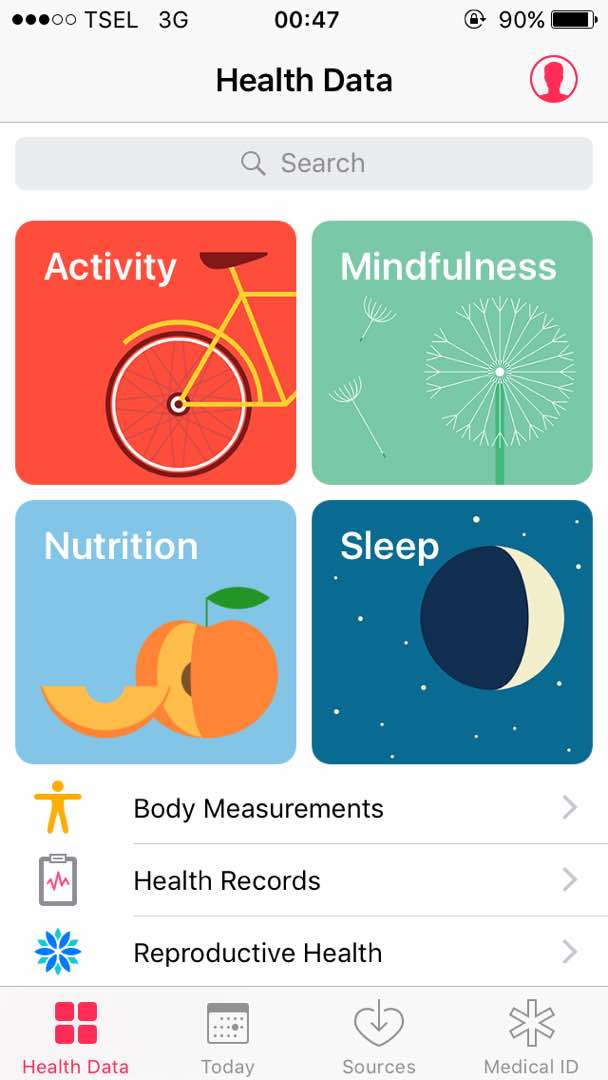 TSEL 3G 00:47 90%
Health Data
Search
Activity
Mindfulness
Nutrition
Sleep
Body Measurements
Health Records
Reproductive Health
Health Data Today Sources Medical ID